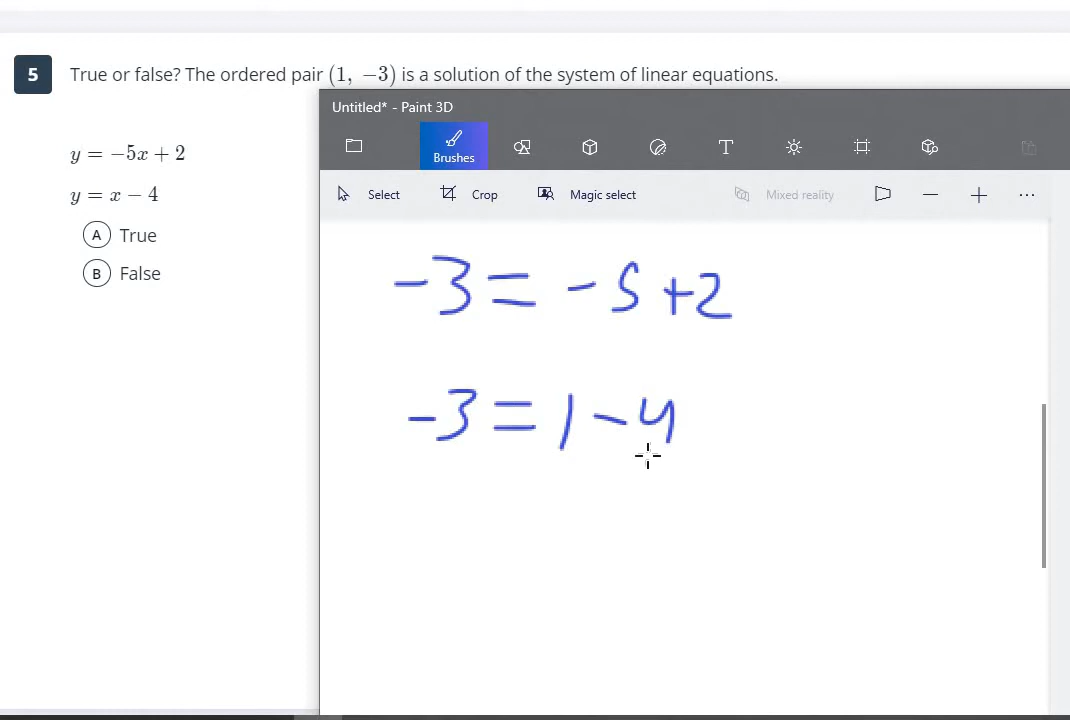 5 True or false? The ordered pair (1, −3) is a solution of the system of linear equations.
Untitled* - Paint 3D
y = −5x + 2
Brushes
y = x − 4
Select Crop Magic select Mixed reality
A True
B False
-3 = -5+2
-3 = 1-4